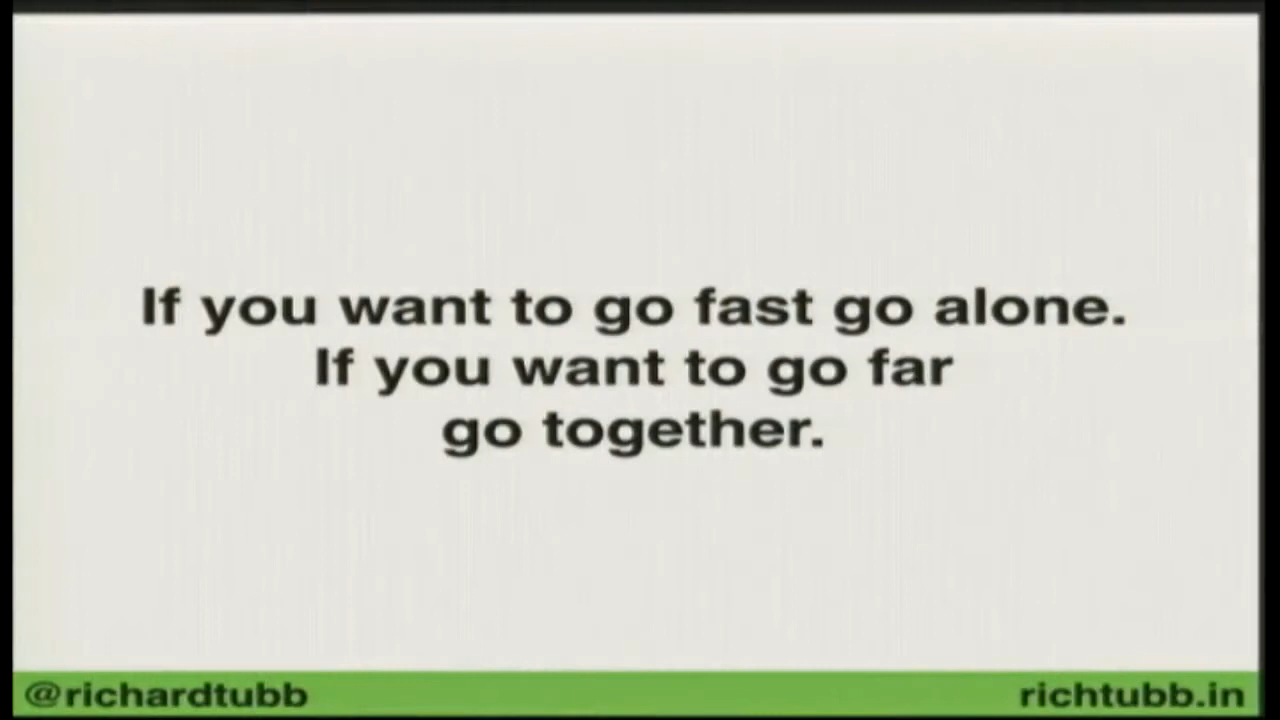 If you want to go fast go alone.
If you want to go far
go together.
@richardtubb
richtubb.in